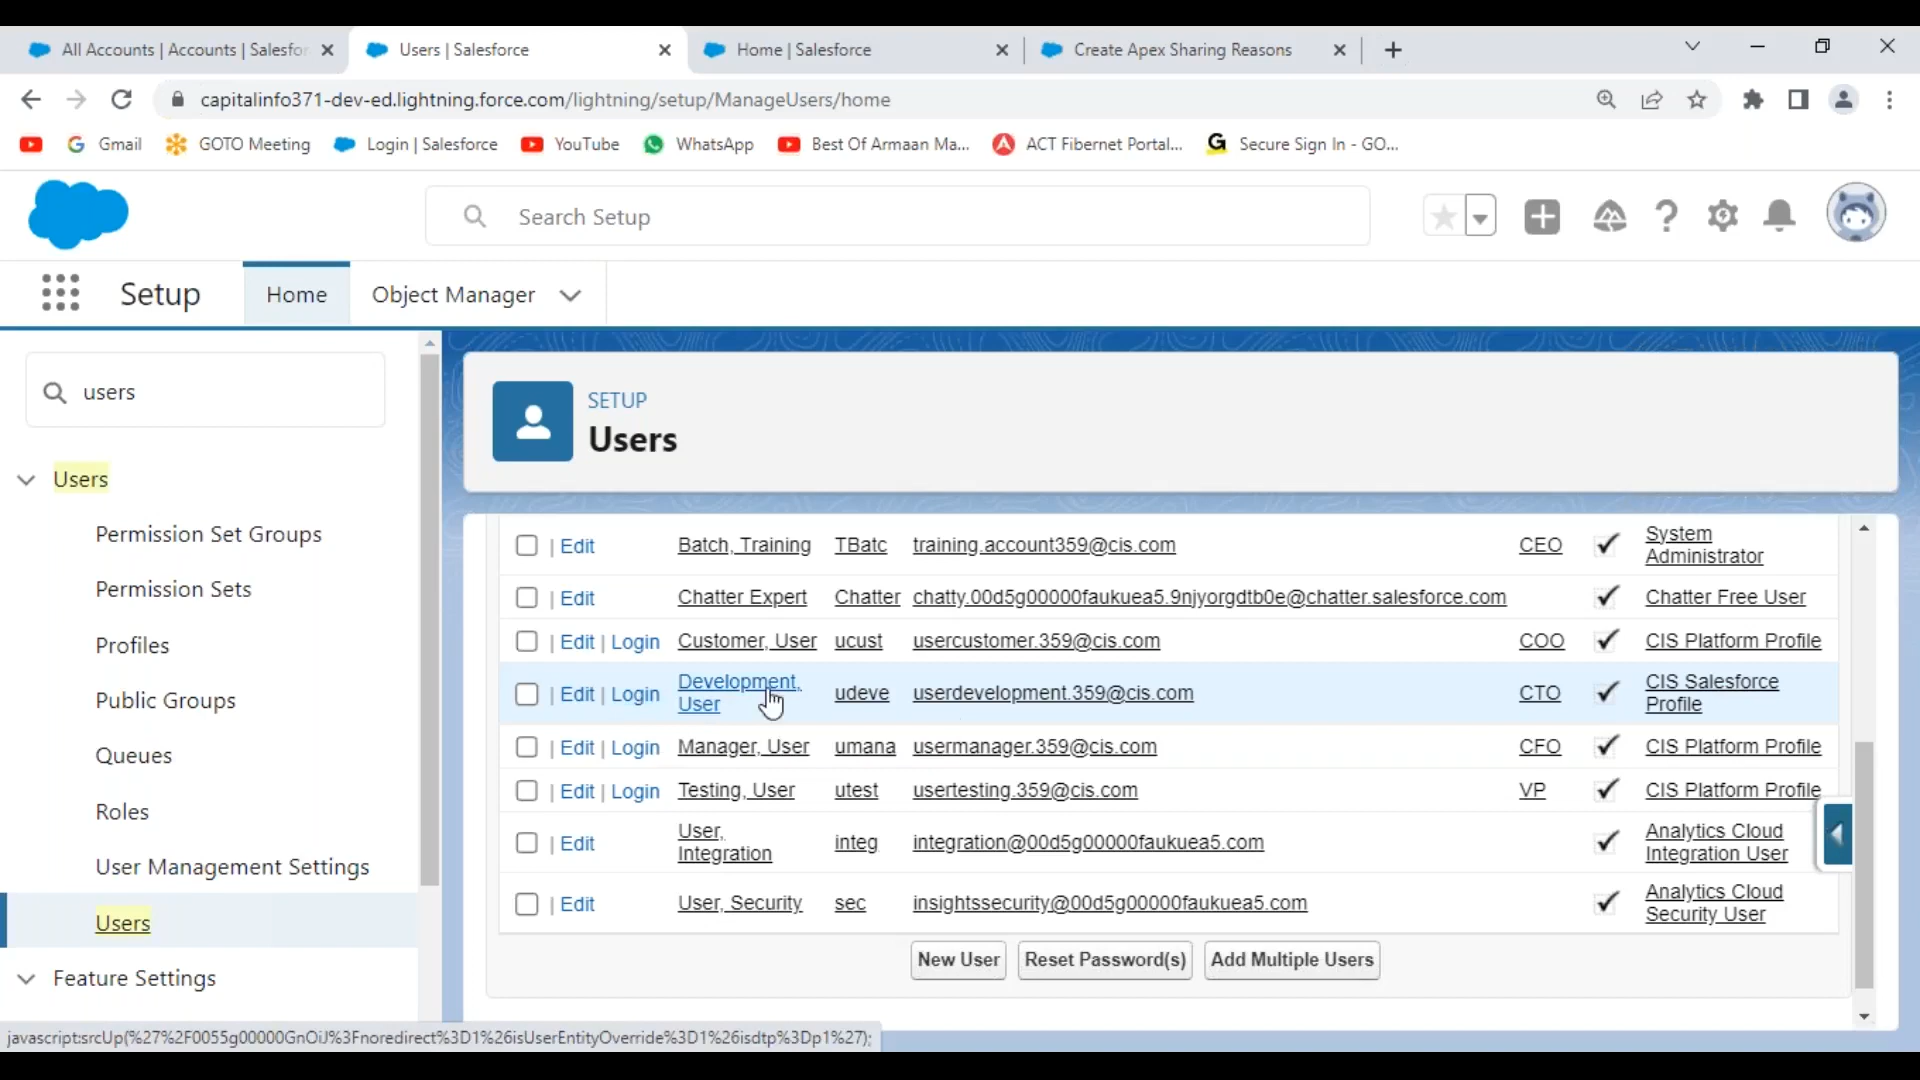 All Accounts | Accounts | Salesfor
Users | Salesforce
Home | Salesforce
Create Apex Sharing Reasons
capitalinfo371-dev-ed.lightning.force.com/lightning/setup/ManageUsers/home
Gmail
GOTO Meeting
Login | Salesforce
YouTube
WhatsApp
Best Of Armaan Ma...
ACT Fibernet Portal...
Secure Sign In - GO...
Search Setup
Setup
Home
Object Manager
users
Users
Permission Set Groups
Permission Sets
Profiles
Public Groups
Queues
Roles
User Management Settings
Users
Feature Settings
SETUP
Users
| Edit Batch, Training TBatc training.account359@cis.com CEO System Administrator
| Edit Chatter Expert Chatter chatty.00d5g00000faukuea5.9njyorgdtb0e@chatter.salesforce.com Chatter Free User
| Edit | Login Customer, User ucust usercustomer.359@cis.com COO CIS Platform Profile
| Edit | Login Development, User udeve userdevelopment.359@cis.com CTO CIS Salesforce Profile
| Edit | Login Manager, User umana usermanager.359@cis.com CFO CIS Platform Profile
| Edit | Login Testing, User utest usertesting.359@cis.com VP CIS Platform Profile
| Edit User, Integration integ integration@00d5g00000faukuea5.com Analytics Cloud Integration User
| Edit User, Security sec insightssecurity@00d5g00000faukuea5.com Analytics Cloud Security User
New User
Reset Password(s)
Add Multiple Users
javascript:srcUp(%27%2F0055g00000GnOiJ%3Fnoredirect%3D1%26isUserEntityOverride%3D1%26isdtp%3Dp1%27);